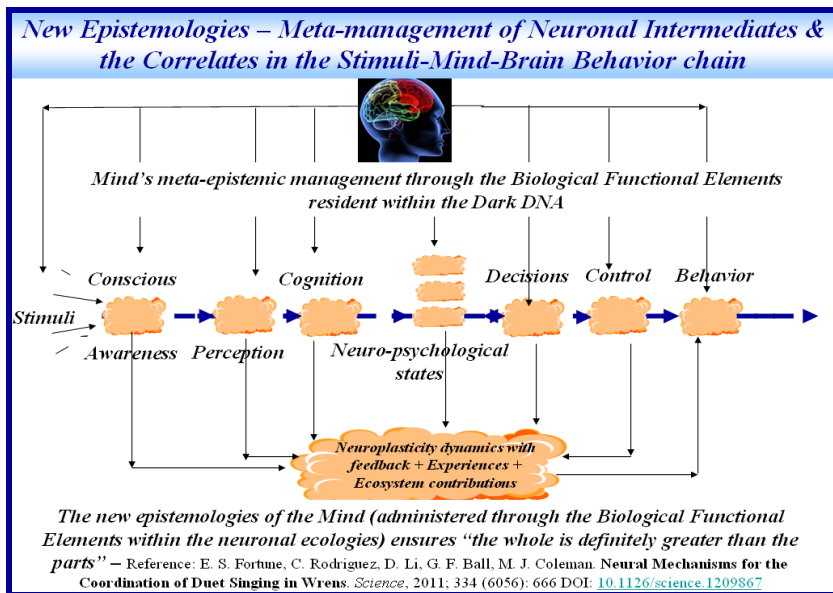 New Epistemologies – Meta-management of Neuronal Intermediates &
the Correlates in the Stimuli-Mind-Brain Behavior chain
Mind's meta-epistemic management through the Biological Functional Elements
resident within the Dark DNA
Conscious
Cognition
Decisions
Control
Behavior
Stimuli
Awareness
Perception
Neuro-psychological
states
Neuroplasticity dynamics with
feedback + Experiences +
Ecosystem contributions
The new epistemologies of the Mind (administered through the Biological Functional
Elements within the neuronal ecologies) ensures “the whole is definitely greater than the
parts” – Reference: E. S. Fortune, C. Rodriguez, D. Li, G. F. Ball, M. J. Coleman. Neural Mechanisms for the
Coordination of Duet Singing in Wrens. Science, 2011; 334 (6056): 666 DOI: 10.1126/science.1209867